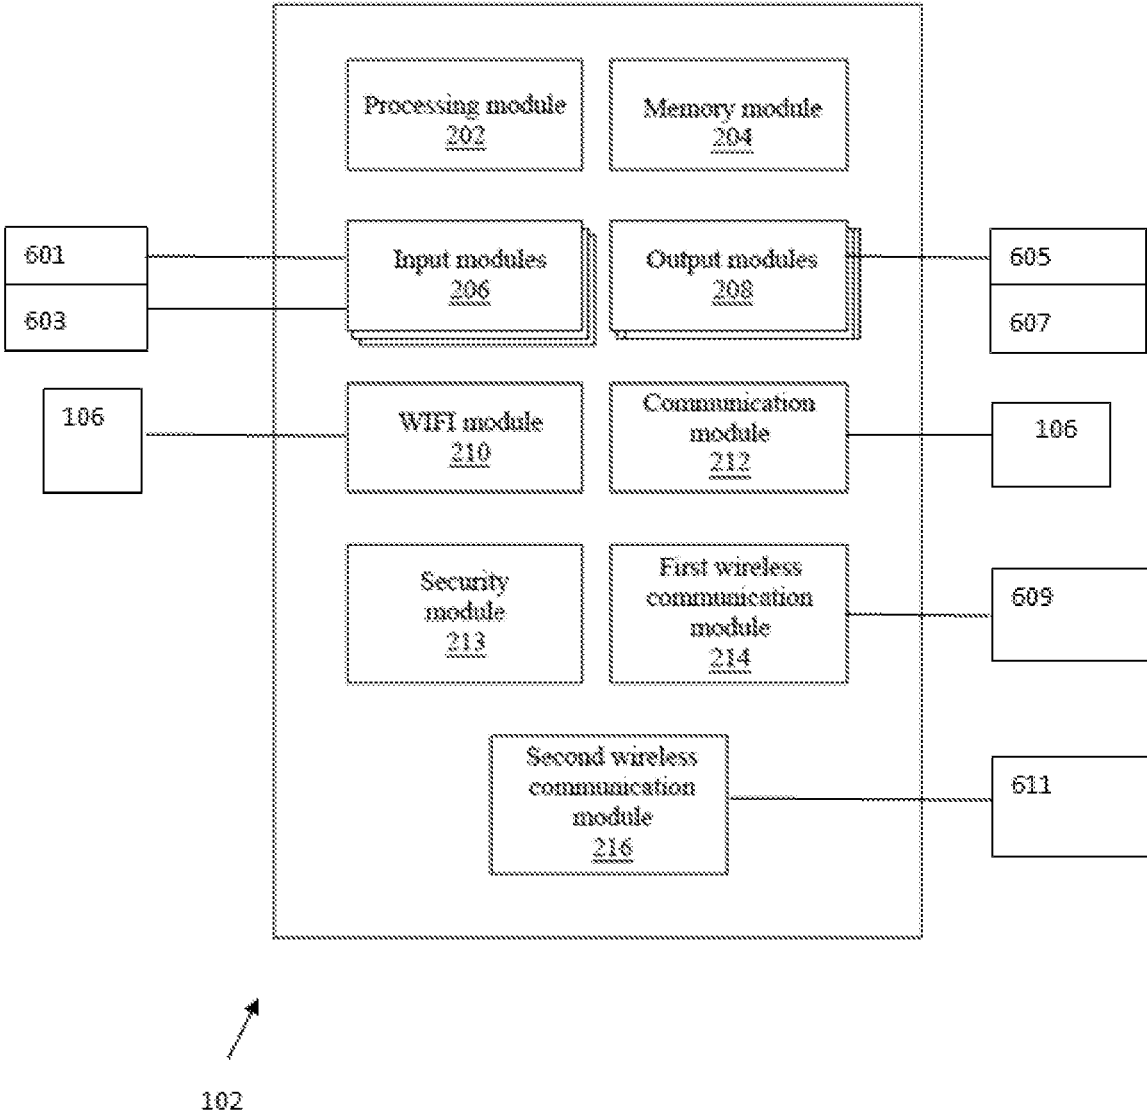 Processing module
202
Memory module
204
601
603
Input modules
206
Output modules
208
605
607
106
WIFI module
210
Communication
module
212
106
Security
module
213
First wireless
communication
module
214
609
Second wireless
communication
module
216
611
102